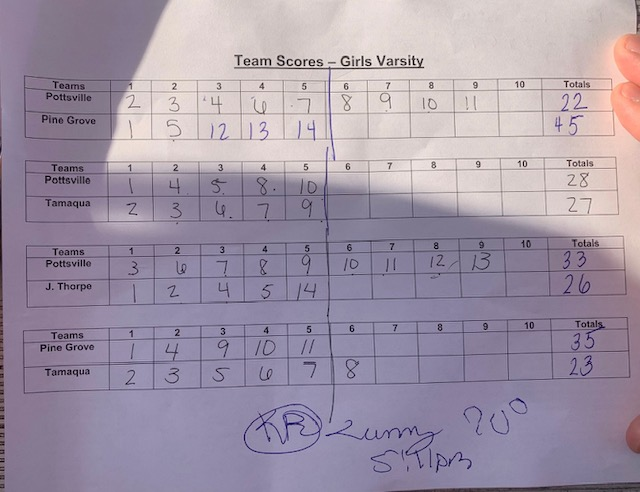 Team Scores – Girls Varsity
Teams 1 2 3 4 5 6 7 8 9 10 Totals
Pottsville 2 3 4 6 7 8 9 10 11 22
Pine Grove 1 5 12 13 14 45
Teams 1 2 3 4 5 6 7 8 9 10 Totals
Pottsville 1 4 5 8 10 28
Tamaqua 2 3 6 7 9 27
Teams 1 2 3 4 5 6 7 8 9 10 Totals
Pottsville 3 6 7 8 9 10 11 12 13 33
J. Thorpe 1 2 4 5 14 26
Teams 1 2 3 4 5 6 7 8 9 10 Totals
Pine Grove 1 4 9 10 11 35
Tamaqua 2 3 5 6 7 8 23
Sunny 70°